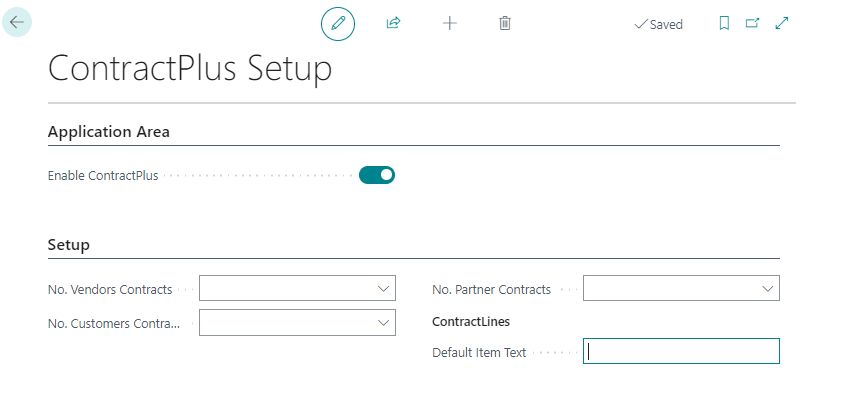 Saved
ContractPlus Setup
Application Area
Enable ContractPlus
Setup
No. Vendors Contracts
No. Customers Contra...
No. Partner Contracts
ContractLines
Default Item Text